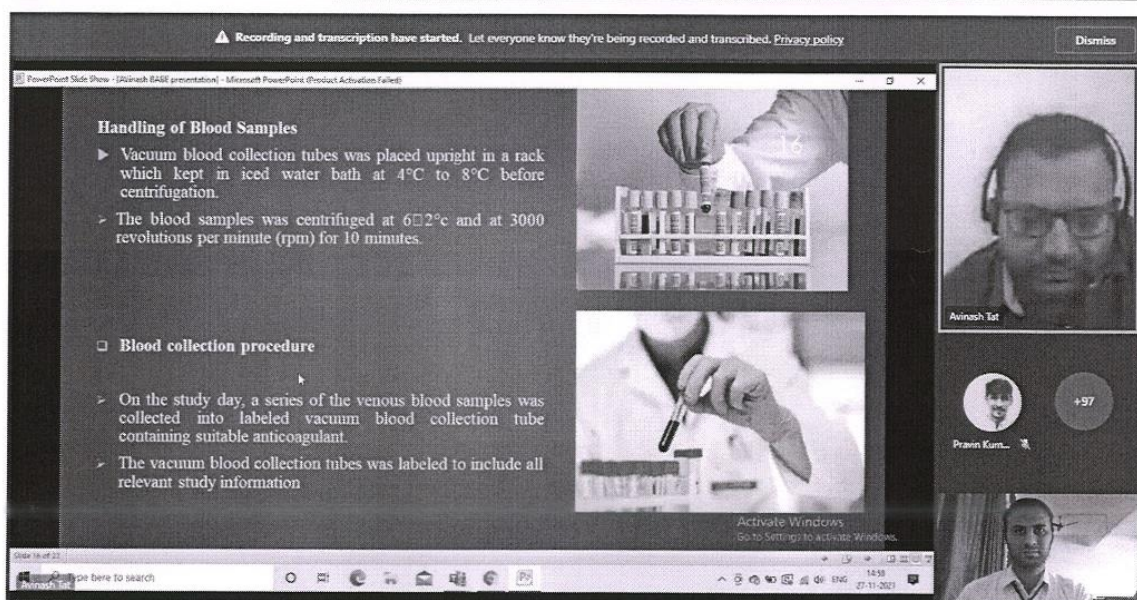 Recording and transcription have started. Let everyone know they're being recorded and transcribed. Privacy policy
Dismiss
PowerPoint Slide Show - [Avinash BABE presentation] - Microsoft PowerPoint (Product Activation Failed)
Handling of Blood Samples
Vacuum blood collection tubes was placed upright in a rack
which kept in iced water bath at 4°C to 8°C before
centrifugation.
The blood samples was centrifuged at 6□2°c and at 3000
revolutions per minute (rpm) for 10 minutes.
16
Blood collection procedure
On the study day, a series of the venous blood samples was
collected into labeled vacuum blood collection tube
containing suitable anticoagulant.
The vacuum blood collection tubes was labeled to include all
relevant study information
Avinash Tat
Pravin Kum...
+97
Activate Windows
Go to Settings to activate Windows.
Slide 16 of 23
Type here to search
Avinash Tat
ENG
14:58
27-11-2021